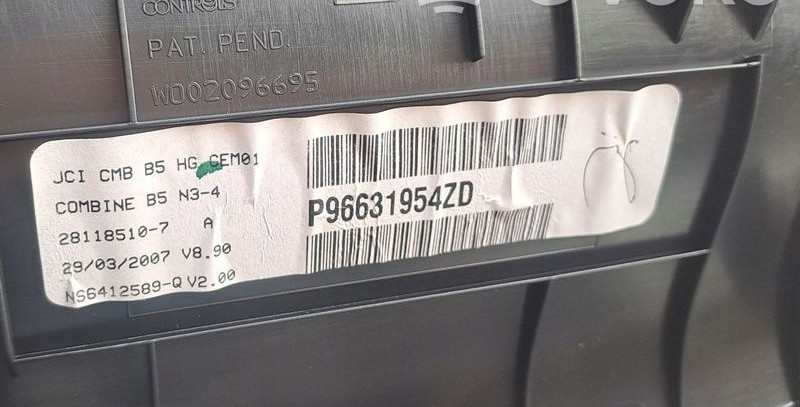 CONTROLS
PAT. PEND.
W002096695
JCI CMB B5 HG CEM01
COMBINE B5 N3-4
28118510-7 A
29/03/2007 V8.90
NS6412589-Q V2.00
P96631954ZD